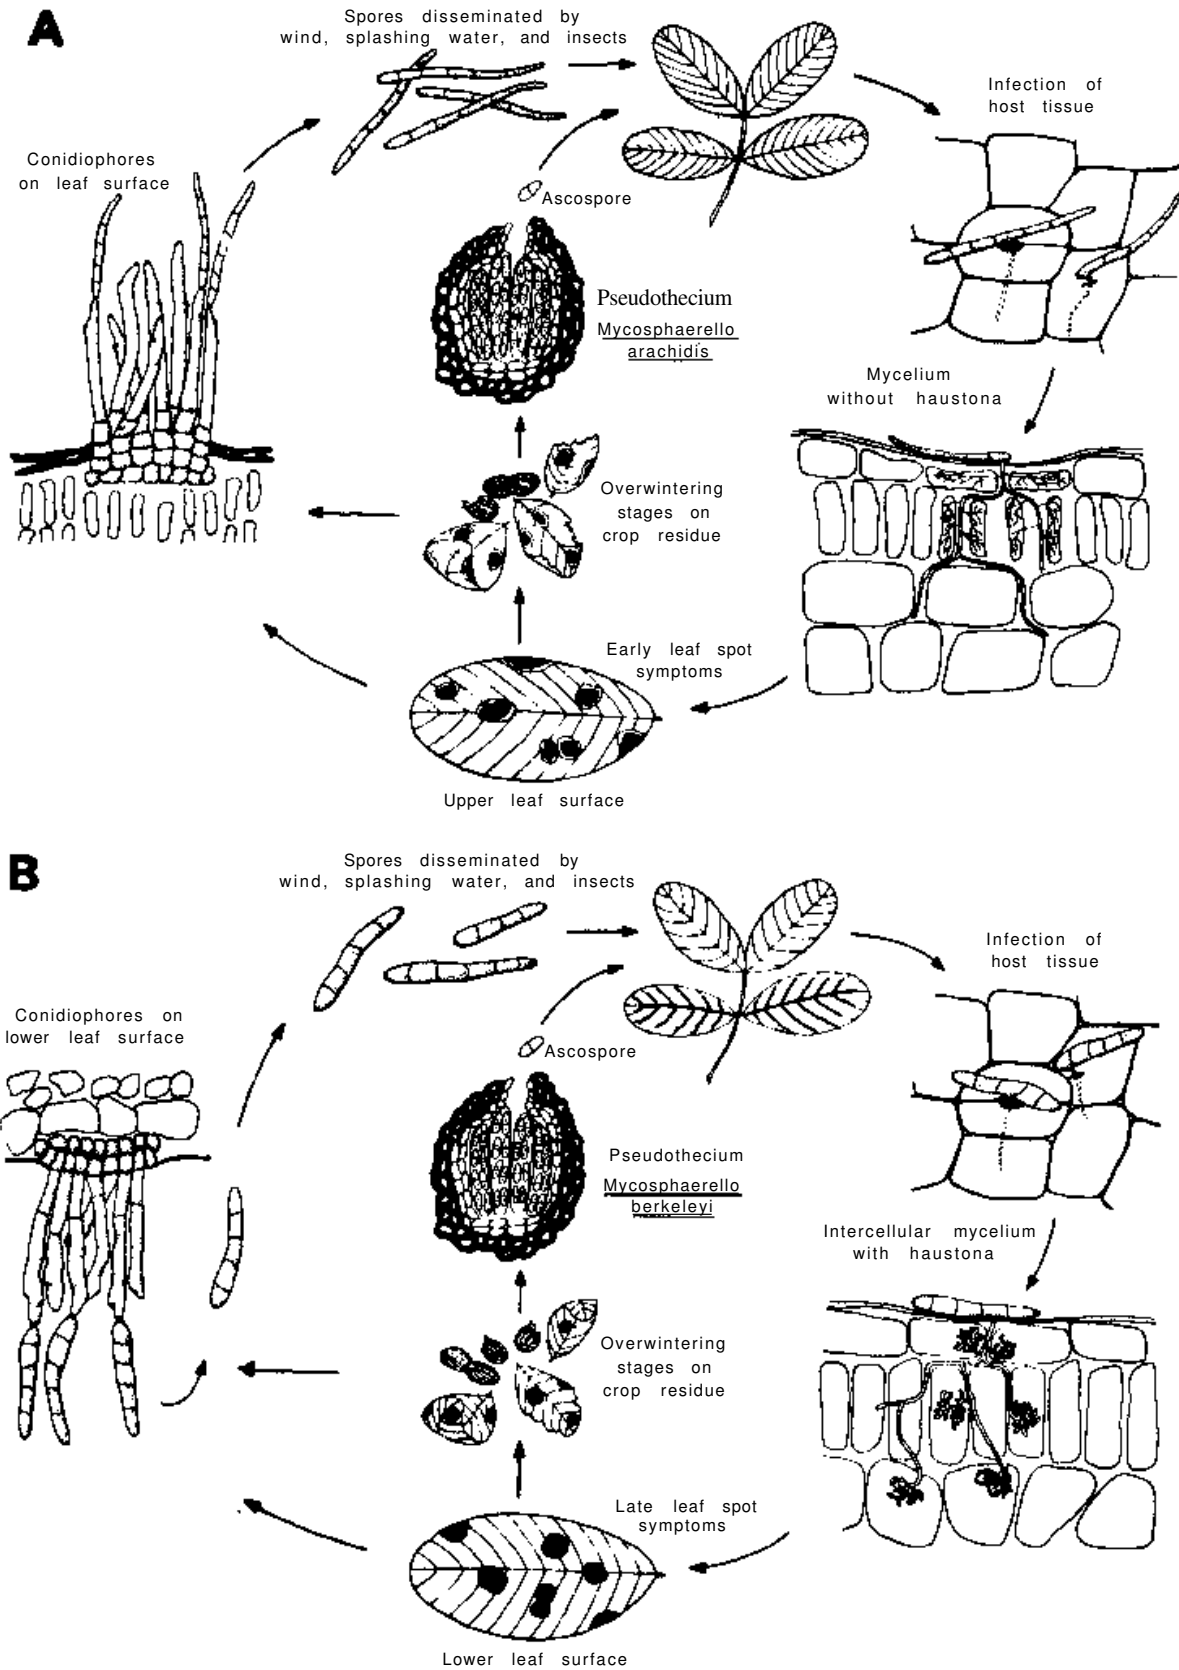 A
Spores disseminated by
wind, splashing water, and insects
Infection of
host tissue
Conidiophores
on leaf surface
Ascospore
Pseudothecium
Mycosphaerello
arachidis
Mycelium
without haustona
Overwintering
stages on
crop residue
Early leaf spot
symptoms
Upper leaf surface
B
Spores disseminated by
wind, splashing water, and insects
Infection of
host tissue
Conidiophores on
lower leaf surface
Ascospore
Pseudothecium
Mycosphaerello
berkeleyi
Intercellular mycelium
with haustona
Overwintering
stages on
crop residue
Late leaf spot
symptoms
Lower leaf surface